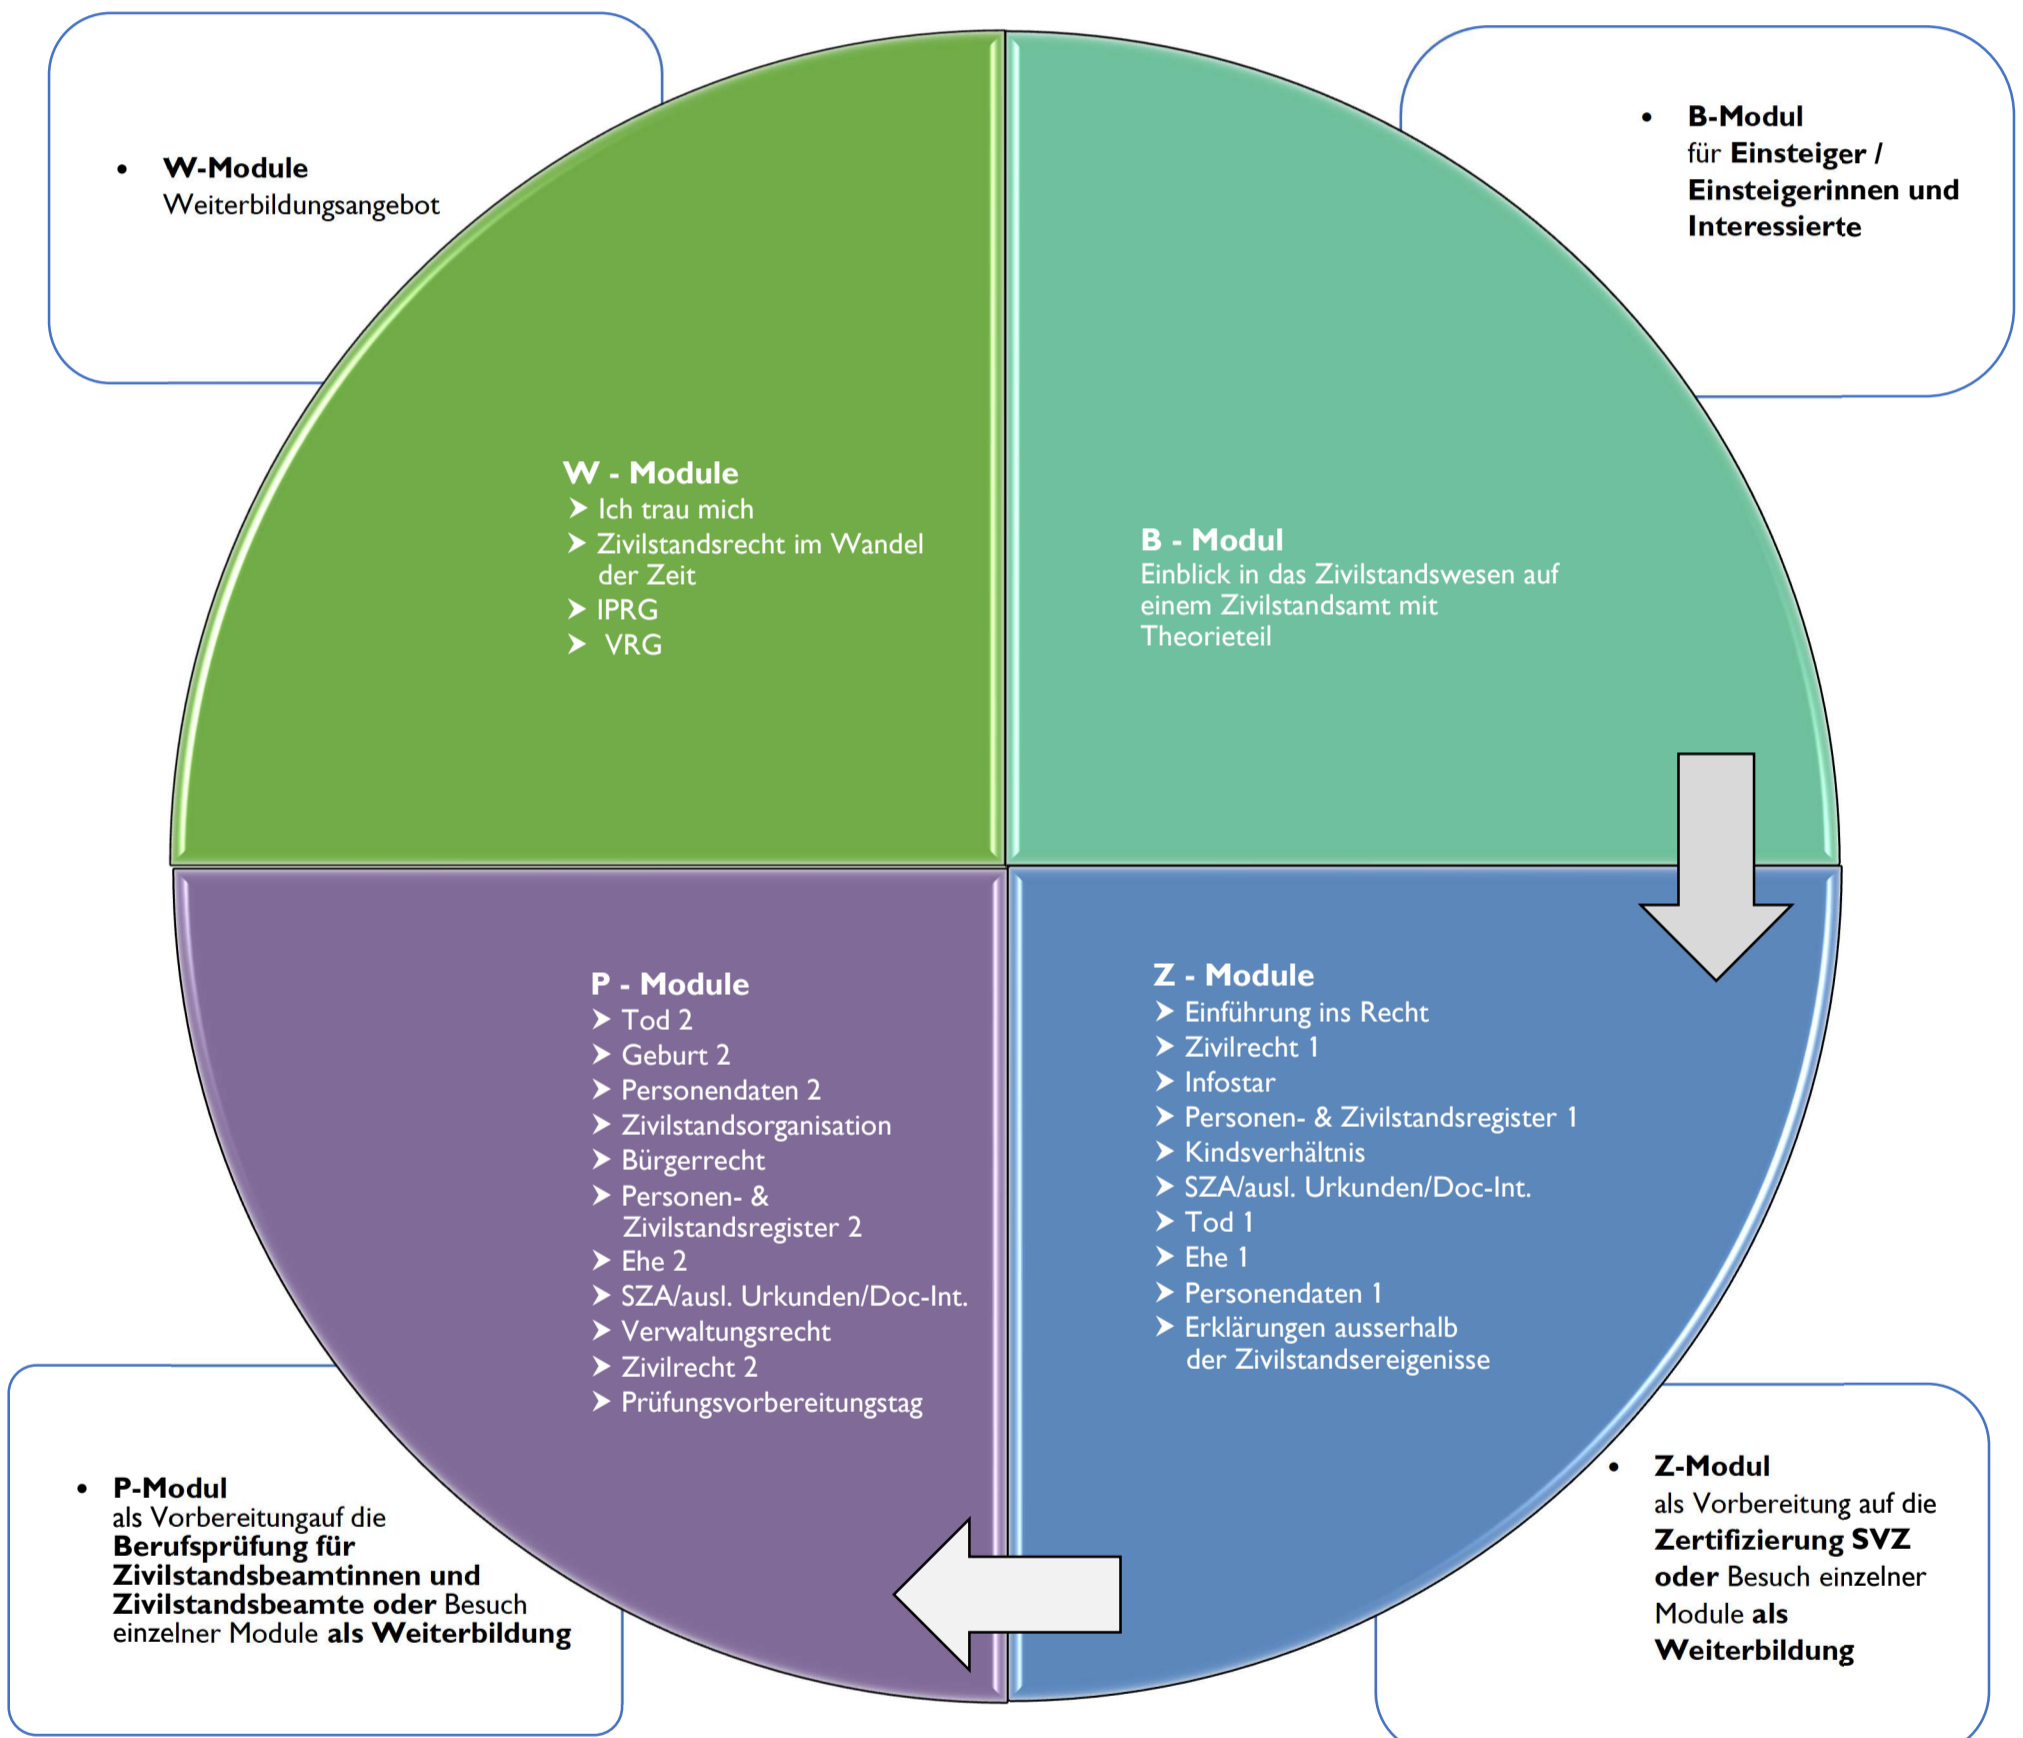 • W-Module
Weiterbildungsangebot
• B-Modul
für Einsteiger /
Einsteigerinnen und
Interessierte
W - Module
➤ Ich trau mich
➤ Zivilstandsrecht im Wandel
der Zeit
➤ IPRG
➤ VRG
B - Modul
Einblick in das Zivilstandswesen auf
einem Zivilstandsamt mit
Theorieteil
P - Module
➤ Tod 2
➤ Geburt 2
➤ Personendaten 2
➤ Zivilstandsorganisation
➤ Bürgerrecht
➤ Personen- &
Zivilstandsregister 2
➤ Ehe 2
➤ SZA/ausl. Urkunden/Doc-Int.
➤ Verwaltungsrecht
➤ Zivilrecht 2
➤ Prüfungsvorbereitungstag
Z - Module
➤ Einführung ins Recht
➤ Zivilrecht 1
➤ Infostar
➤ Personen- & Zivilstandsregister 1
➤ Kindsverhältnis
➤ SZA/ausl. Urkunden/Doc-Int.
➤ Tod 1
➤ Ehe 1
➤ Personendaten 1
➤ Erklärungen ausserhalb
der Zivilstandsereigenisse
• P-Modul
als Vorbereitungauf die
Berufsprüfung für
Zivilstandsbeamtinnen und
Zivilstandsbeamte oder Besuch
einzelner Module als Weiterbildung
• Z-Modul
als Vorbereitung auf die
Zertifizierung SVZ
oder Besuch einzelner
Module als
Weiterbildung